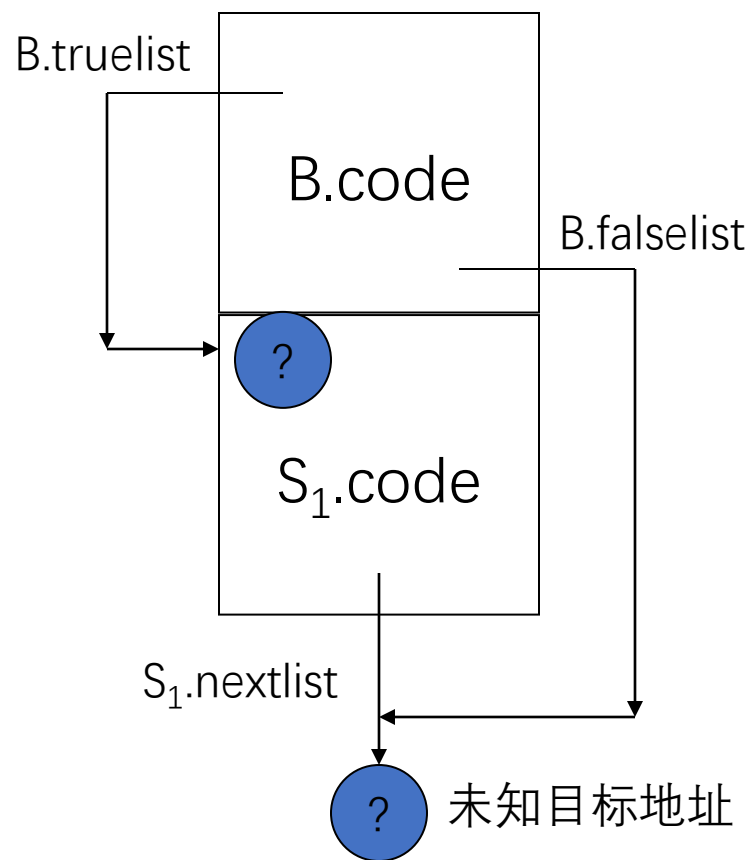 B.truelist
B.code
B.falselist
?
S₁.code
S₁.nextlist
?
未知目标地址